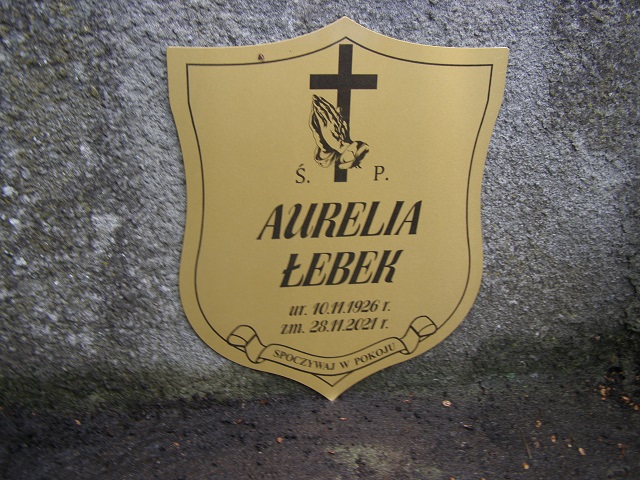 Ś. P.
AURELIA
ŁEBEK
ur. 10.11.1926 r.
zm. 28.11.2021 r.
SPOCZYWAJ W POKOJU